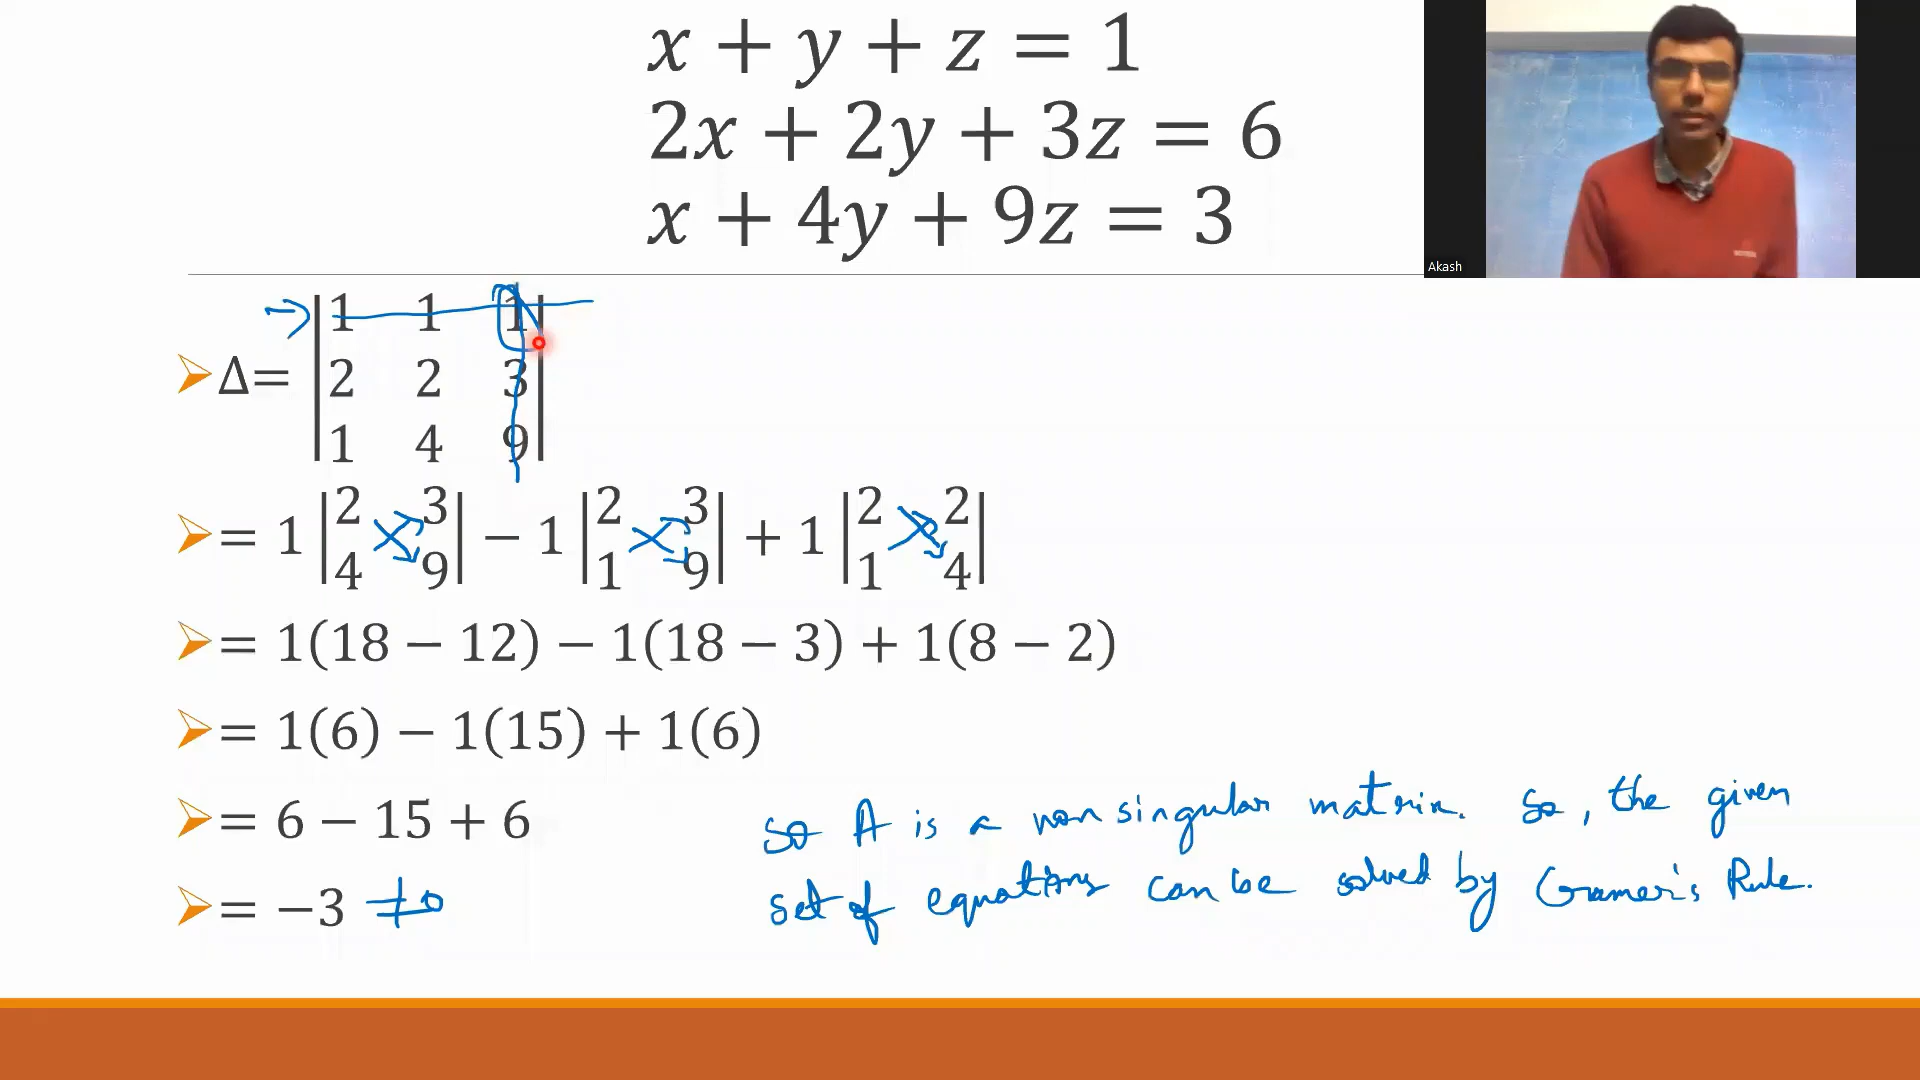 x + y + z = 1
2x + 2y + 3z = 6
x + 4y + 9z = 3
Akash
Δ= |1 1 1|
|2 2 3|
|1 4 9|
= 1 |2 3| − 1 |2 3| + 1 |2 2|
|4 9| |1 9| |1 4|
= 1(18 − 12) − 1(18 − 3) + 1(8 − 2)
= 1(6) − 1(15) + 1(6)
= 6 − 15 + 6
= −3 ≠0
so A is a non singular matrix. So, the given
set of equations can be solved by Cramer's Rule.